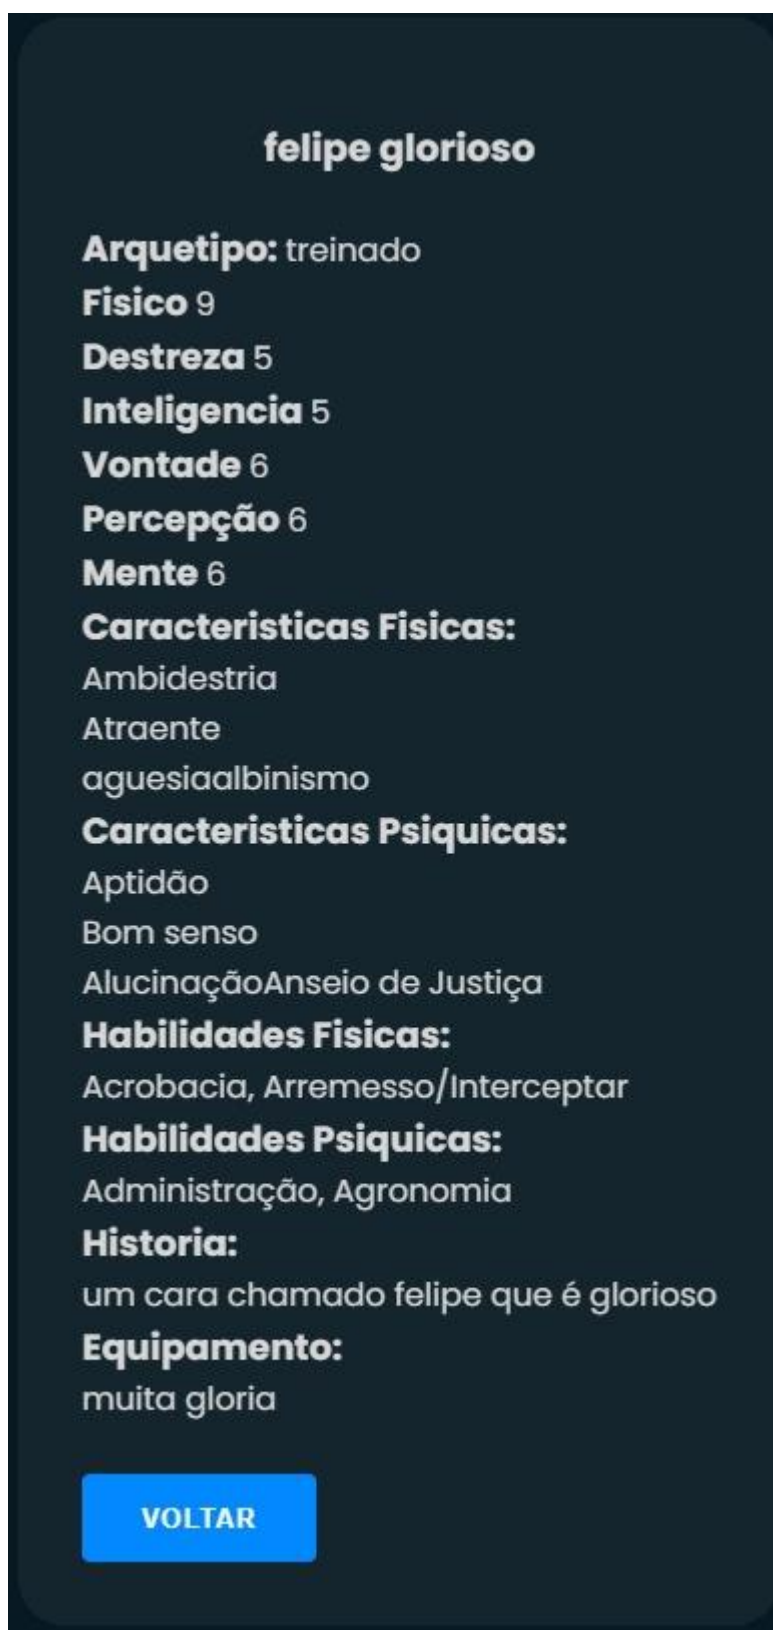 felipe glorioso
Arquetipo: treinado
Fisico 9
Destreza 5
Inteligencia 5
Vontade 6
Percepção 6
Mente 6
Caracteristicas Fisicas:
Ambidestria
Atraente
aguesiaalbinismo
Caracteristicas Psiquicas:
Aptidão
Bom senso
AlucinaçãoAnseio de Justiça
Habilidades Fisicas:
Acrobacia, Arremesso/Interceptar
Habilidades Psiquicas:
Administração, Agronomia
Historia:
um cara chamado felipe que é glorioso
Equipamento:
muita gloria
VOLTAR